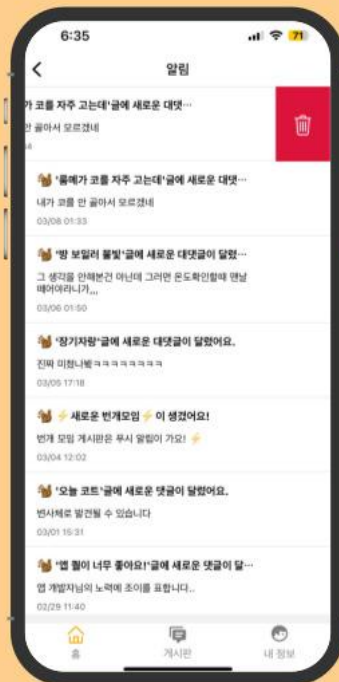 6:35
71
알림
가 코를 자주 고는데'글에 새로운 대댓…
안 골아서 모르겠네
'룸메가 코를 자주 고는데'글에 새로운 대댓…
내가 코를 안 골아서 모르겠네
03/08 01:33
'방 보일러 불빛'글에 새로운 대댓글이 달렸…
그 생각을 안해본건 아닌데 그러면 온도확인할때 맨날
떼어야라니가,,,
03/06 01:50
'장기자랑'글에 새로운 대댓글이 달렸어요.
진짜 미쳤나봨ㅋㅋㅋㅋㅋㅋㅋㅋ
03/05 17:18
⚡새로운 번개모임⚡이 생겼어요!
번개 모임 게시판은 푸시 알림이 가요! ⚡
03/04 12:02
'오늘 코트'글에 새로운 댓글이 달렸어요.
변사체로 발견될 수 있습니다
03/01 15:31
'앱 퀄이 너무 좋아요!'글에 새로운 댓글이 달…
앱 개발자님의 노력에 조이를 표합니다..
02/29 11:40
홈
게시판
내 정보